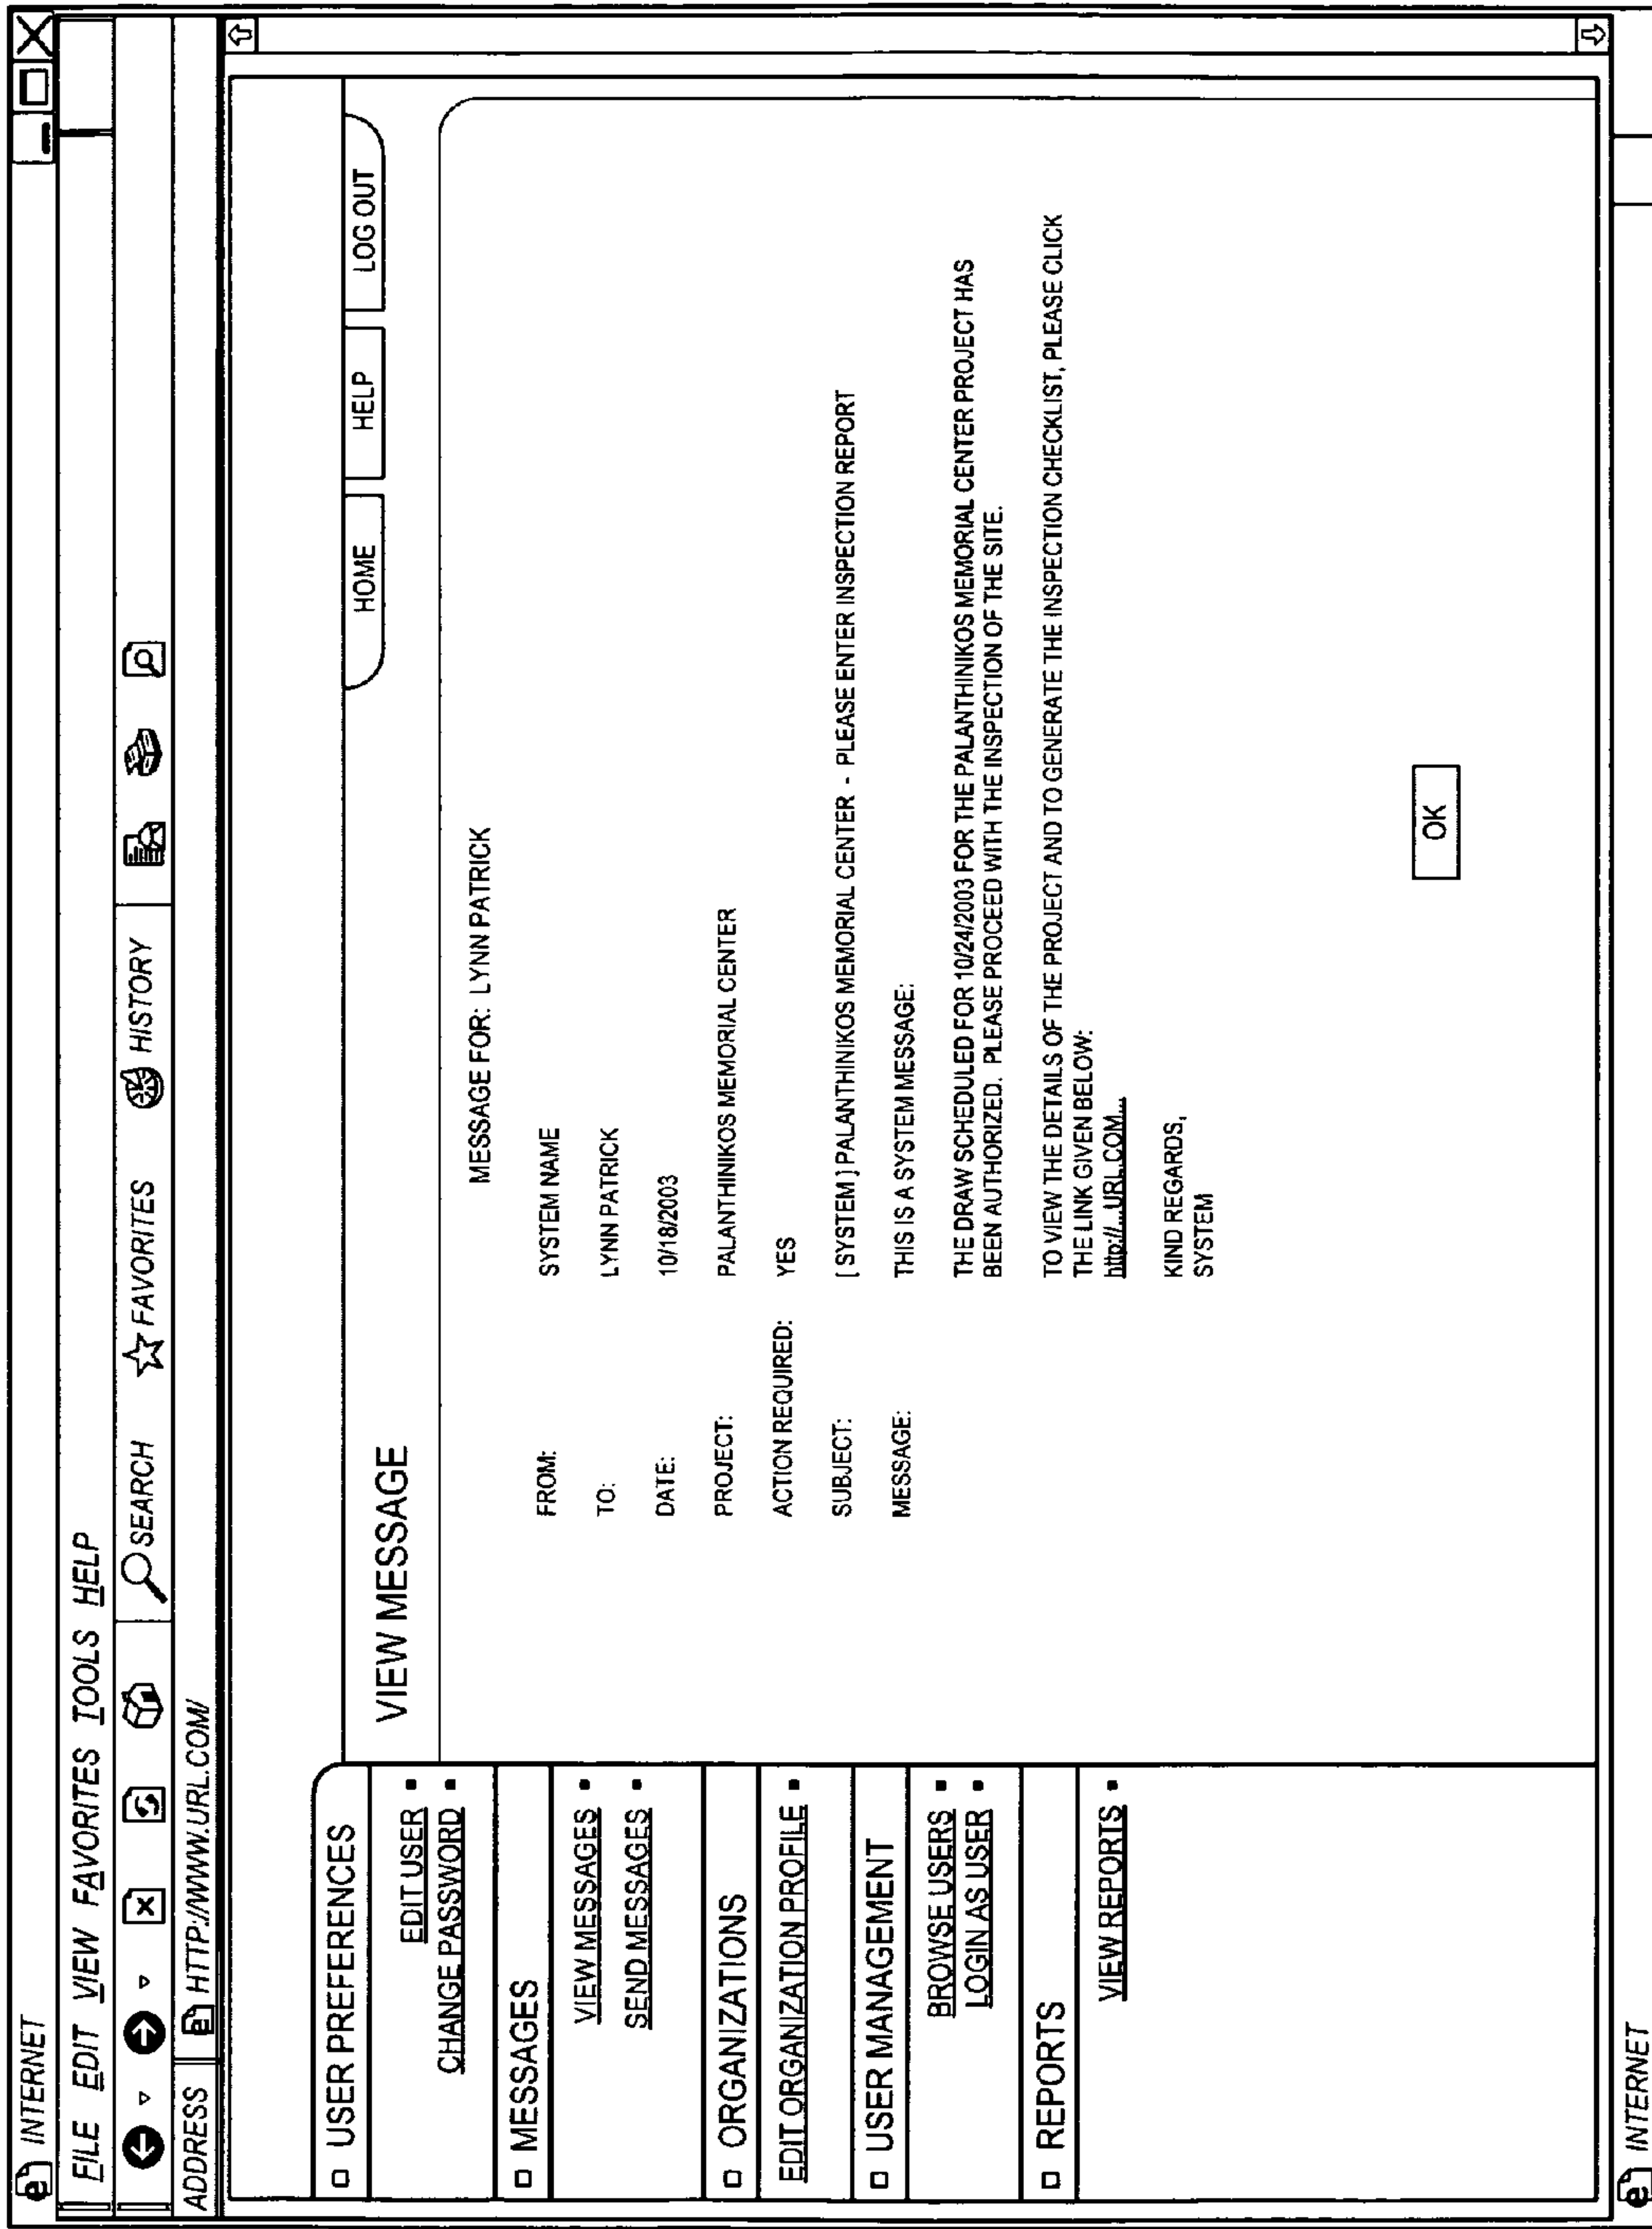 INTERNET
FILE EDIT VIEW FAVORITES TOOLS HELP
SEARCH FAVORITES HISTORY
ADDRESS HTTP://WWW.URL.COM/
HOME HELP LOG OUT
USER PREFERENCES
EDIT USER
CHANGE PASSWORD
MESSAGES
VIEW MESSAGES
SEND MESSAGES
ORGANIZATIONS
EDIT ORGANIZATION PROFILE
USER MANAGEMENT
BROWSE USERS
LOGIN AS USER
REPORTS
VIEW REPORTS
VIEW MESSAGE
MESSAGE FOR: LYNN PATRICK
FROM: SYSTEM NAME
TO: LYNN PATRICK
DATE: 10/18/2003
PROJECT: PALANTHINIKOS MEMORIAL CENTER
ACTION REQUIRED: YES
SUBJECT: [ SYSTEM ] PALANTHINIKOS MEMORIAL CENTER - PLEASE ENTER INSPECTION REPORT
MESSAGE: THIS IS A SYSTEM MESSAGE:
THE DRAW SCHEDULED FOR 10/24/2003 FOR THE PALANTHINIKOS MEMORIAL CENTER PROJECT HAS
BEEN AUTHORIZED. PLEASE PROCEED WITH THE INSPECTION OF THE SITE.
TO VIEW THE DETAILS OF THE PROJECT AND TO GENERATE THE INSPECTION CHECKLIST, PLEASE CLICK
THE LINK GIVEN BELOW:
http://...URL.COM...
KIND REGARDS,
SYSTEM
OK
INTERNET